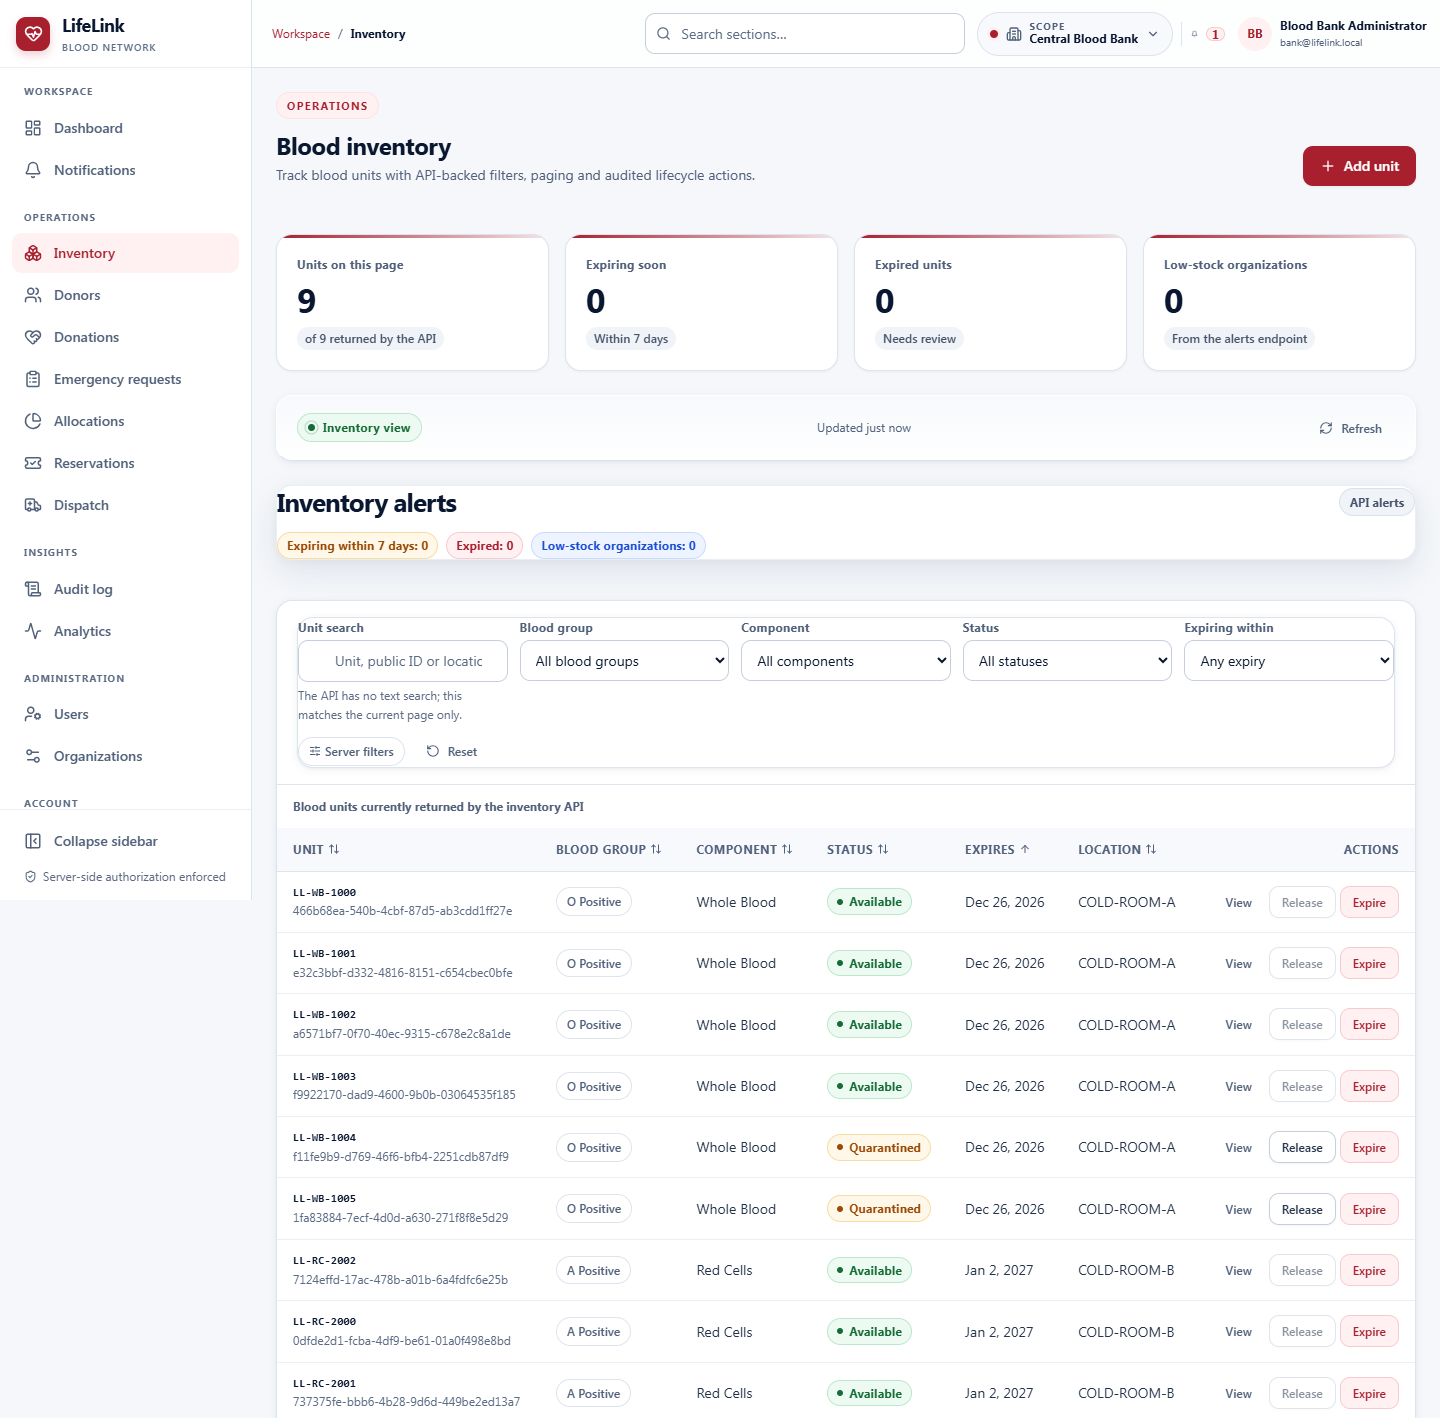 LifeLink
BLOOD NETWORK
Workspace / Inventory
Search sections...
SCOPE
Central Blood Bank
1
BB
Blood Bank Administrator
bank@lifelink.local
WORKSPACE
Dashboard
Notifications
OPERATIONS
Inventory
Donors
Donations
Emergency requests
Allocations
Reservations
Dispatch
INSIGHTS
Audit log
Analytics
ADMINISTRATION
Users
Organizations
ACCOUNT
Collapse sidebar
Server-side authorization enforced
OPERATIONS
Blood inventory
Track blood units with API-backed filters, paging and audited lifecycle actions.
+ Add unit
Units on this page
9
of 9 returned by the API
Expiring soon
0
Within 7 days
Expired units
0
Needs review
Low-stock organizations
0
From the alerts endpoint
Inventory view
Updated just now
Refresh
Inventory alerts
API alerts
Expiring within 7 days: 0
Expired: 0
Low-stock organizations: 0
Unit search
Unit, public ID or locatic
The API has no text search; this
matches the current page only.
Blood group
All blood groups
Component
All components
Status
All statuses
Expiring within
Any expiry
Server filters
Reset
Blood units currently returned by the inventory API
UNIT BLOOD GROUP COMPONENT STATUS EXPIRES LOCATION ACTIONS
LL-WB-1000
466b68ea-540b-4cbf-87d5-ab3cdd1ff27e
O Positive Whole Blood Available Dec 26, 2026 COLD-ROOM-A View Release Expire
LL-WB-1001
e32c3bbf-d332-4816-8151-c654cbec0bfe
O Positive Whole Blood Available Dec 26, 2026 COLD-ROOM-A View Release Expire
LL-WB-1002
a6571bf7-0f70-40ec-9315-c678e2c8a1de
O Positive Whole Blood Available Dec 26, 2026 COLD-ROOM-A View Release Expire
LL-WB-1003
f9922170-dad9-4600-9b0b-03064535f185
O Positive Whole Blood Available Dec 26, 2026 COLD-ROOM-A View Release Expire
LL-WB-1004
f11fe9b9-d769-46f6-bfb4-2251cdb87df9
O Positive Whole Blood Quarantined Dec 26, 2026 COLD-ROOM-A View Release Expire
LL-WB-1005
1fa83884-7ecf-4d0d-a630-271f8f8e5d29
O Positive Whole Blood Quarantined Dec 26, 2026 COLD-ROOM-A View Release Expire
LL-RC-2002
7124effd-17ac-478b-a01b-6a4fdfc6e25b
A Positive Red Cells Available Jan 2, 2027 COLD-ROOM-B View Release Expire
LL-RC-2000
0dfde2d1-fcba-4df9-be61-01a0f498e8bd
A Positive Red Cells Available Jan 2, 2027 COLD-ROOM-B View Release Expire
LL-RC-2001
737375fe-bbb6-4b28-9d6d-449be2ed13a7
A Positive Red Cells Available Jan 2, 2027 COLD-ROOM-B View Release Expire